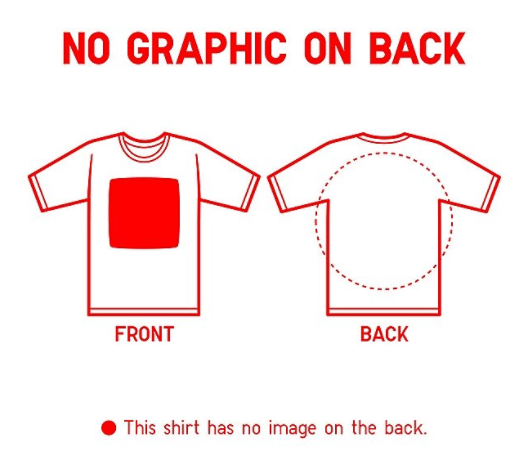 NO GRAPHIC ON BACK
FRONT
BACK
● This shirt has no image on the back.